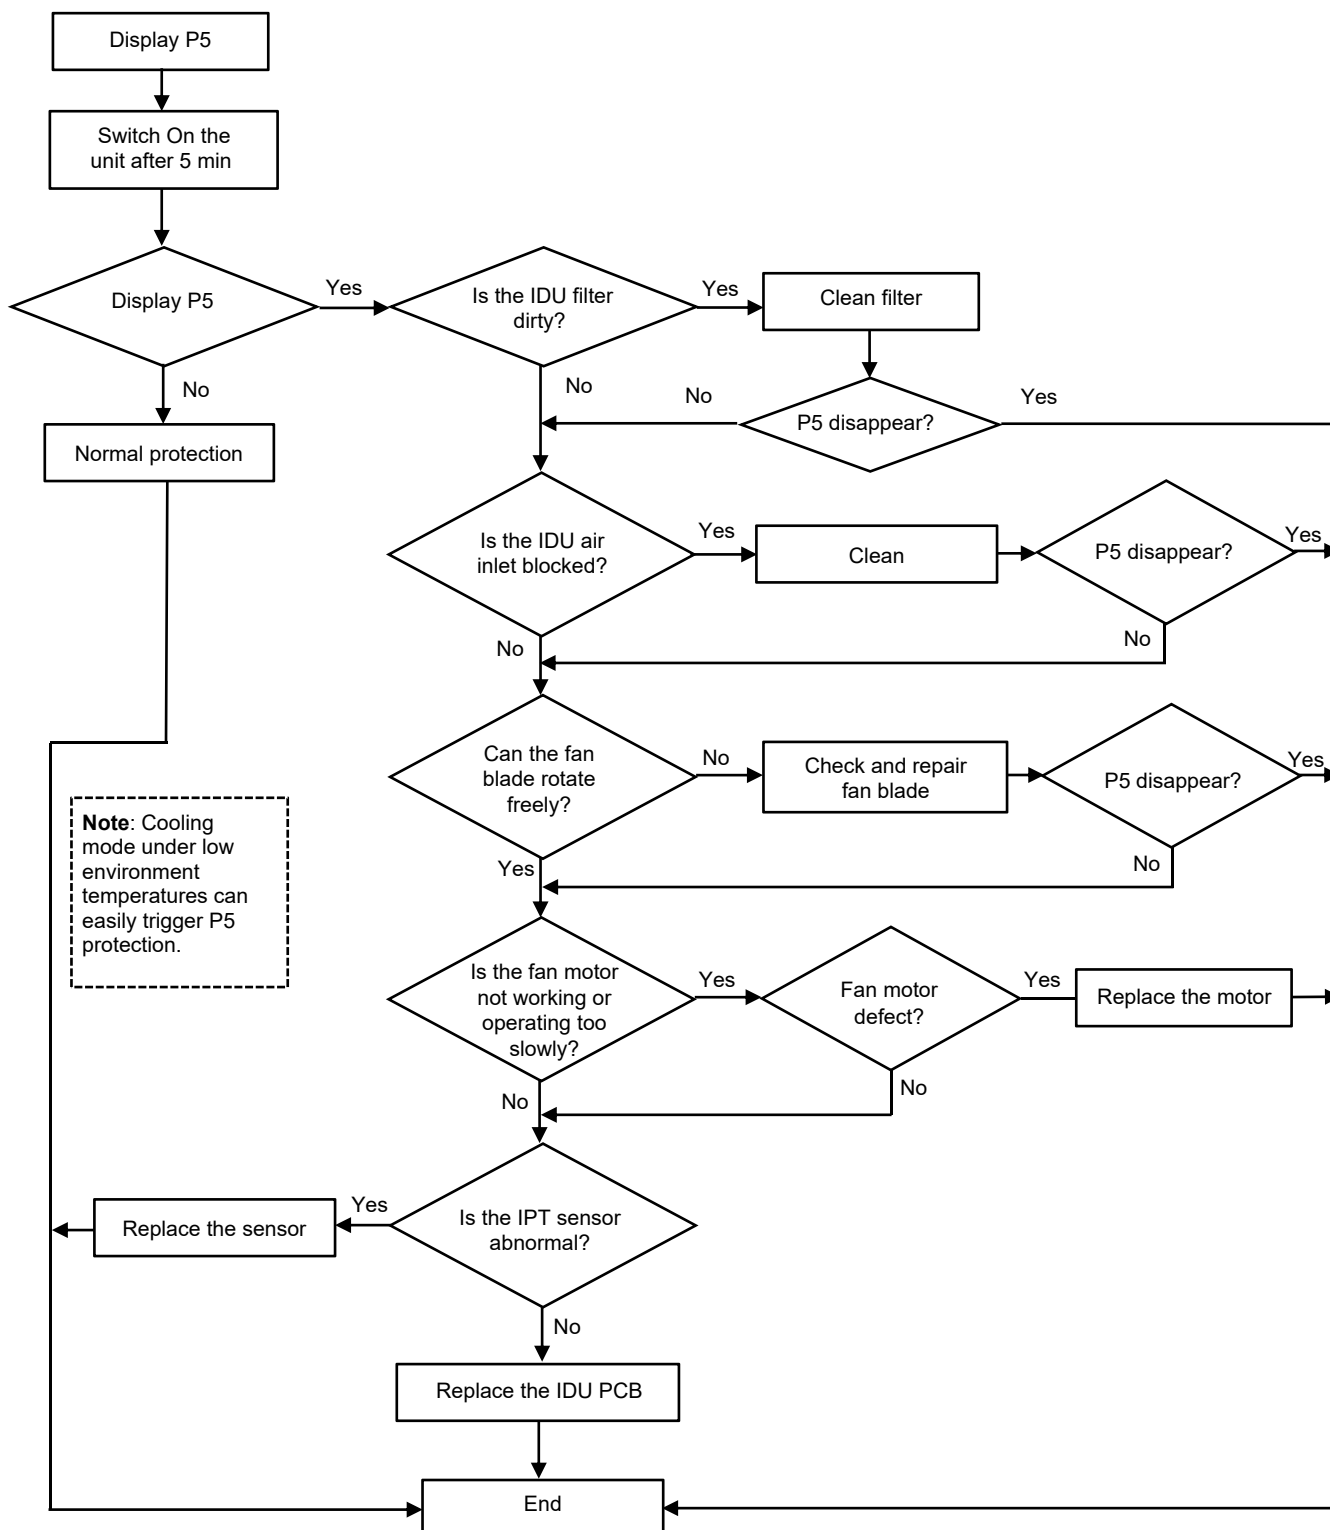 Display P5
Switch On the
unit after 5 min
Display P5
Yes
Is the IDU filter
dirty?
Yes
Clean filter
No
No
No
P5 disappear?
Yes
Normal protection
Is the IDU air
inlet blocked?
Yes
Clean
P5 disappear?
Yes
No
No
Can the fan
blade rotate
freely?
No
Check and repair
fan blade
P5 disappear?
Yes
Note: Cooling
mode under low
environment
temperatures can
easily trigger P5
protection.
Yes
No
Is the fan motor
not working or
operating too
slowly?
Yes
Fan motor
defect?
Yes
Replace the motor
No
No
Replace the sensor
Yes
Is the IPT sensor
abnormal?
No
Replace the IDU PCB
End